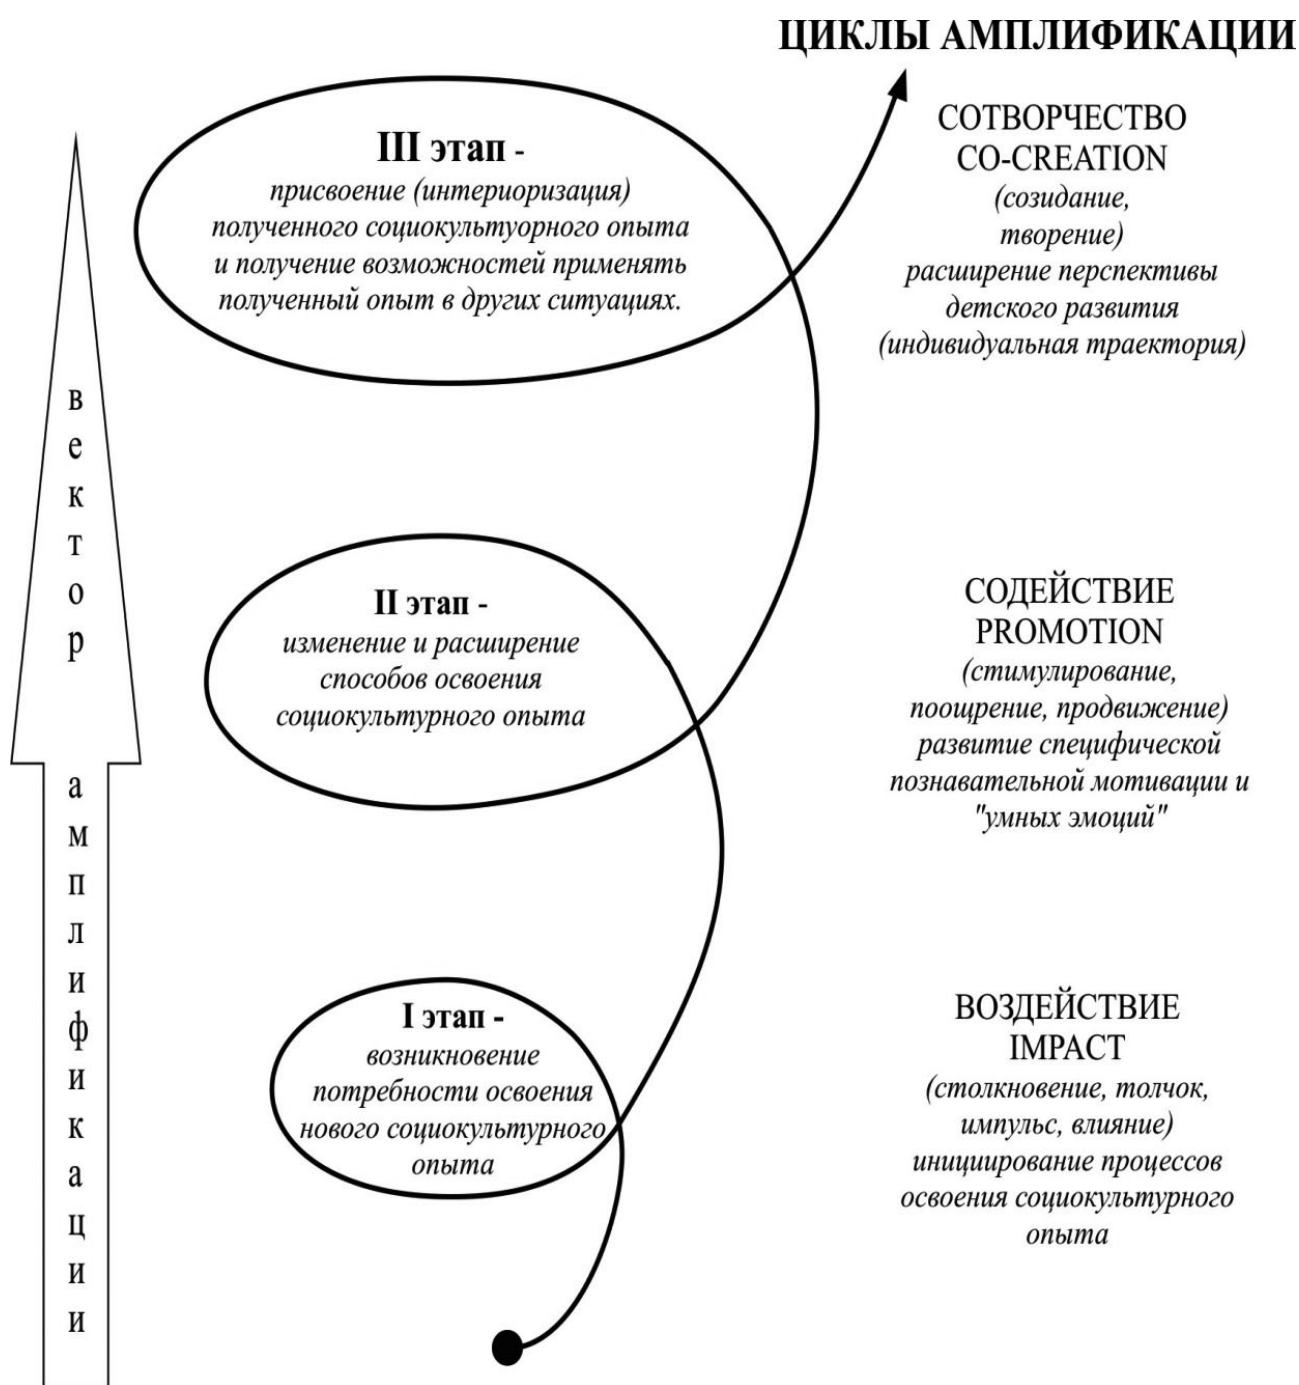 ЦИКЛЫ АМПЛИФИКАЦИИ
III этап -
присвоение (интериоризация)
полученного социокультуорного опыта
и получение возможностей применять
полученный опыт в других ситуациях.
СОТВОРЧЕСТВО
CO-CREATION
(созидание,
творение)
расширение перспективы
детского развития
(индивидуальная траектория)
II этап -
изменение и расширение
способов освоения
социокультурного опыта
СОДЕЙСТВИЕ
PROMOTION
(стимулирование,
поощрение, продвижение)
развитие специфической
познавательной мотивации и
"умных эмоций"
I этап -
возникновение
потребности освоения
нового социокультурного
опыта
ВОЗДЕЙСТВИЕ
IMPACT
(столкновение, толчок,
импульс, влияние)
инициирование процессов
освоения социокультурного
опыта
вектор амплификации